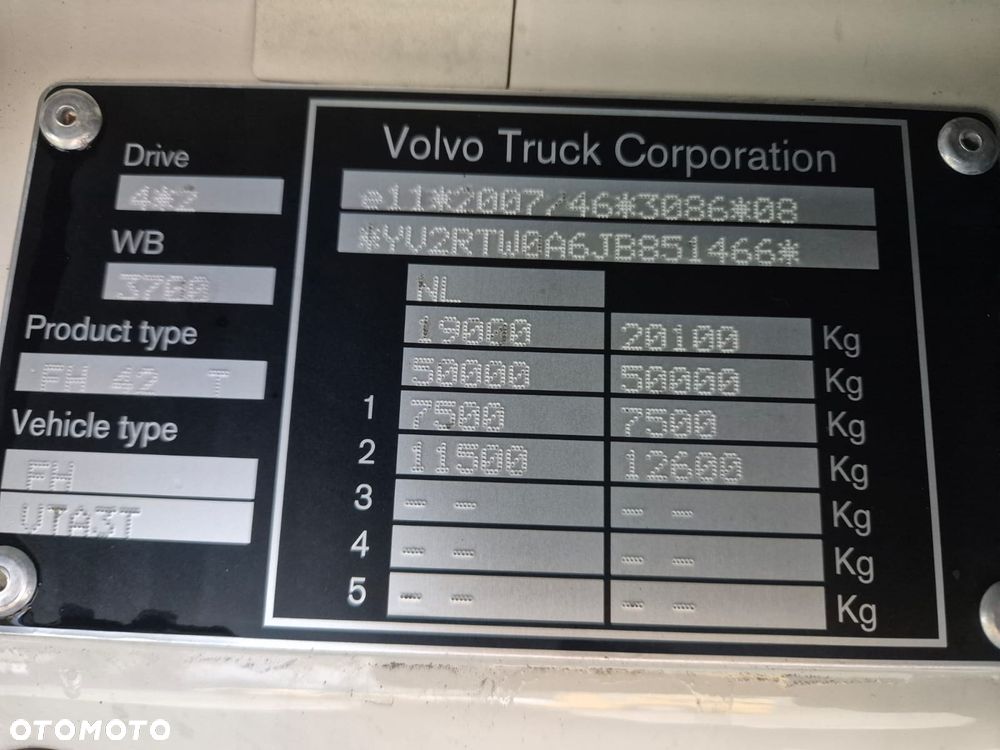 Drive
4*2
WB
3700
Product type
FH 42 T
Vehicle type
FH
VTA3T
Volvo Truck Corporation
e11*2007/46*3086*08
*YV2RTW0A6JB851466*
NL
19000 20100 Kg
50000 50000 Kg
1 7500 7500 Kg
2 11500 12600 Kg
3 -- -- -- -- Kg
4 -- -- -- -- Kg
5 -- -- -- -- Kg
OTOMOTO